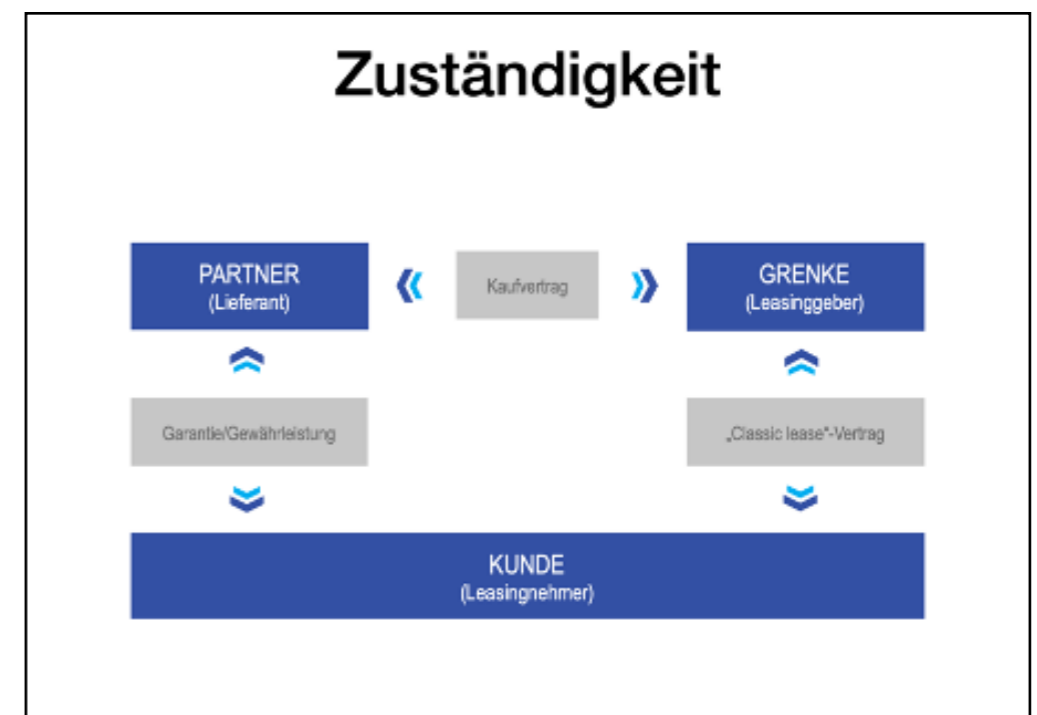 Zuständigkeit
PARTNER
(Lieferant)
Kaufvertrag
GRENKE
(Leasinggeber)
Garantie/Gewährleistung
„Classic lease“-Vertrag
KUNDE
(Leasingnehmer)